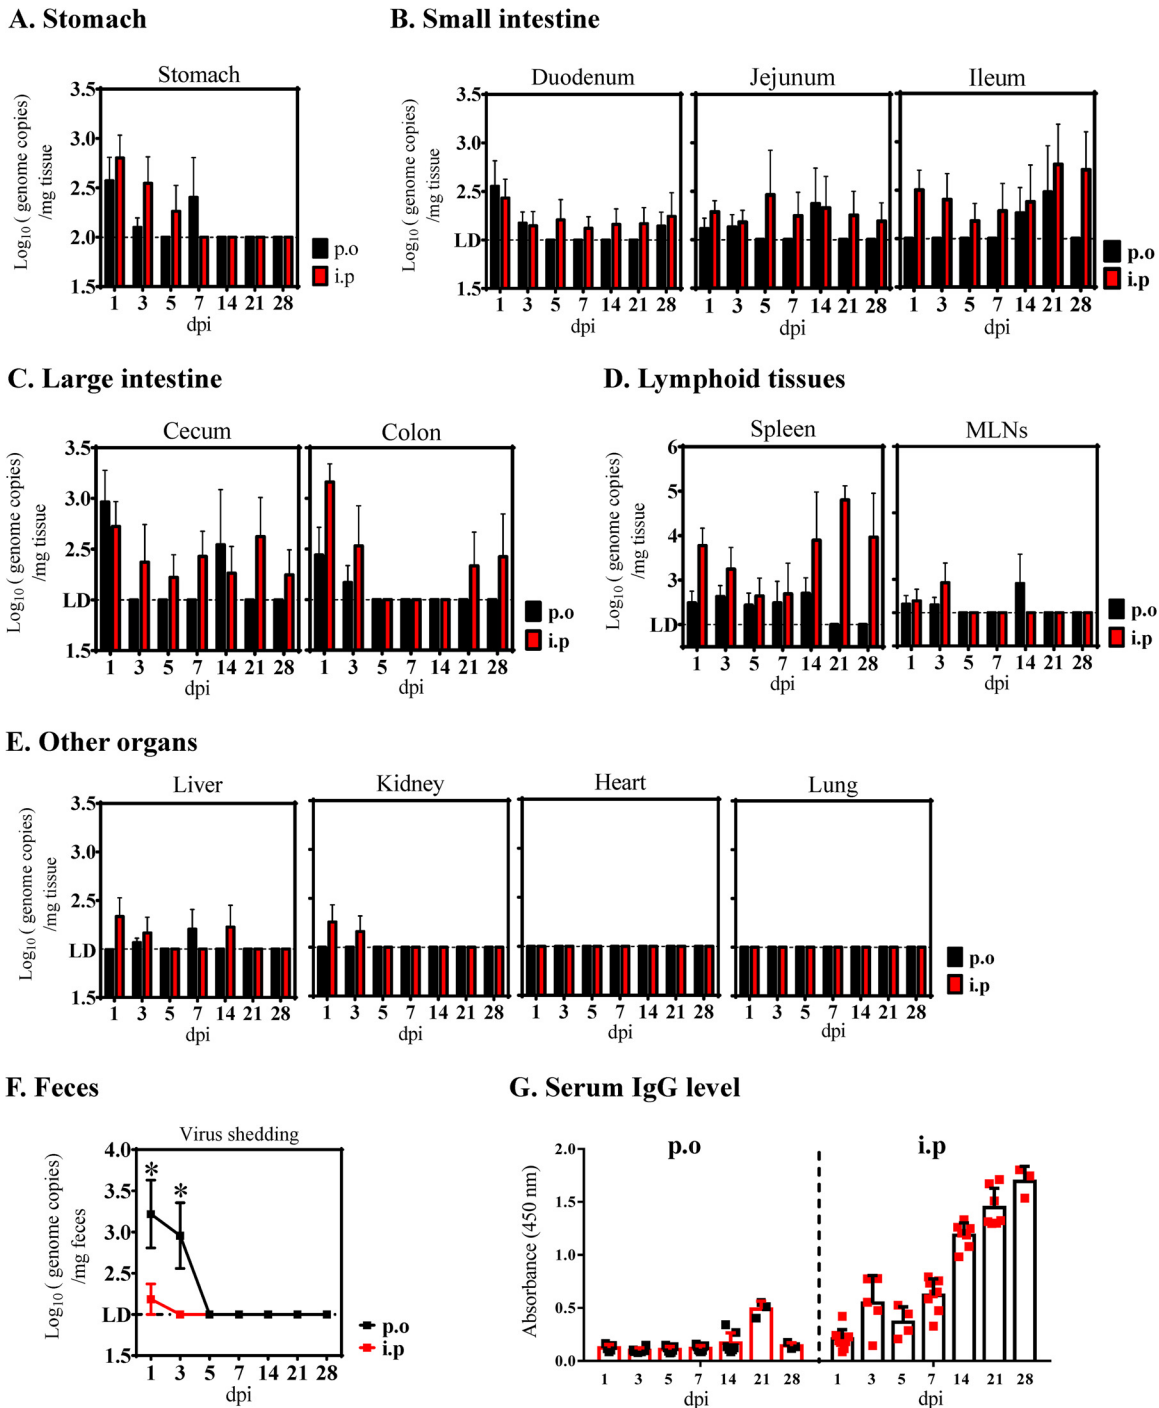 A. Stomach
B. Small intestine
Stomach
Duodenum
Jejunum
Ileum
Log10 ( genome copies)
/mg tissue
3.5
3.0
2.5
2.0
1.5
1 3 5 7 14 21 28
dpi
p.o
i.p
Log10 ( genome copies)
/mg tissue
3.5
3.0
2.5
LD
1.5
1 3 5 7 14 21 28
dpi
1 3 5 7 14 21 28
dpi
1 3 5 7 14 21 28
dpi
p.o
i.p
C. Large intestine
D. Lymphoid tissues
Cecum
Colon
Spleen
MLNs
Log10 ( genome copies)
/mg tissue
3.5
3.0
2.5
LD
1.5
1 3 5 7 14 21 28
dpi
1 3 5 7 14 21 28
dpi
p.o
i.p
Log10 ( genome copies)
/mg tissue
6
5
4
3
LD
1 3 5 7 14 21 28
dpi
1 3 5 7 14 21 28
dpi
p.o
i.p
E. Other organs
Liver
Kidney
Heart
Lung
Log10 ( genome copies)
/mg tissue
3.5
3.0
2.5
LD
1.5
1 3 5 7 14 21 28
dpi
1 3 5 7 14 21 28
dpi
1 3 5 7 14 21 28
dpi
1 3 5 7 14 21 28
dpi
p.o
i.p
F. Feces
G. Serum IgG level
Virus shedding
Log10 ( genome copies)
/mg feces
4.0
3.5
3.0
2.5
LD
1.5
* *
1 3 5 7 14 21 28
dpi
p.o
i.p
p.o
i.p
Absorbance (450 nm)
2.0
1.5
1.0
0.5
0.0
1 3 5 7 14 21 28
dpi
1 3 5 7 14 21 28
dpi